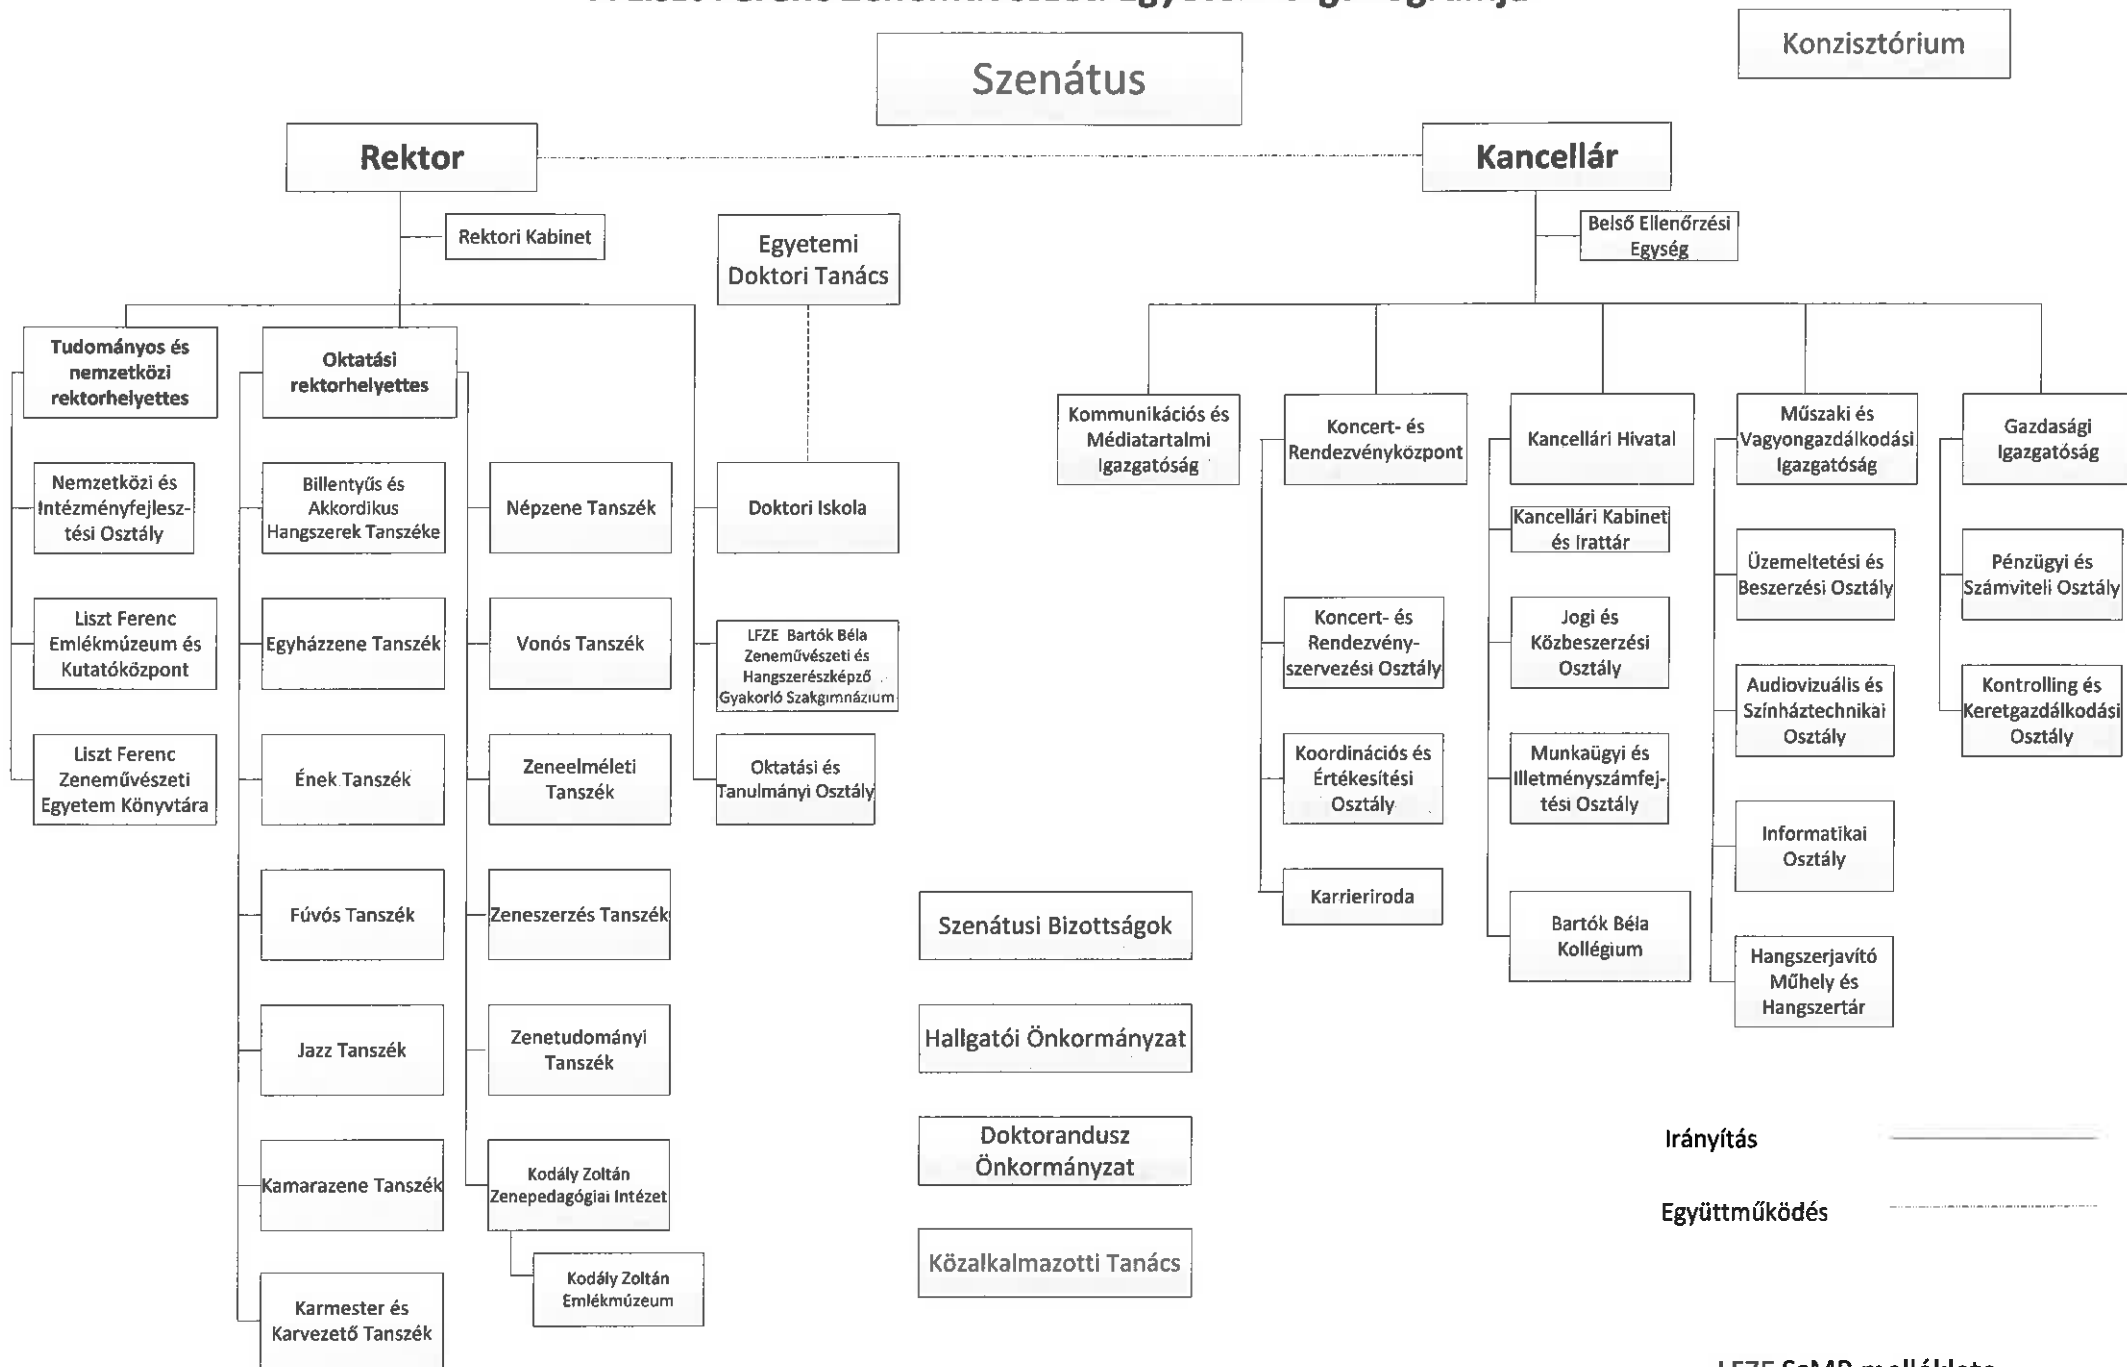 Konzisztórium
Szenátus
Rektor
Kancellár
Rektori Kabinet
Egyetemi
Doktori Tanács
Belső Ellenőrzési
Egység
Tudományos és
nemzetközi
rektorhelyettes
Oktatási
rektorhelyettes
Kommunikációs és
Médiatartalmi
Igazgatóság
Koncert- és
Rendezvényközpont
Kancellári Hivatal
Műszaki és
Vagyongazdálkodási
Igazgatóság
Gazdasági
Igazgatóság
Nemzetközi és
Intézményfejlesz-
tési Osztály
Billentyűs és
Akkordikus
Hangszerek Tanszéke
Népzene Tanszék
Doktori Iskola
Kancellári Kabinet
és Irattár
Üzemeltetési és
Beszerzési Osztály
Pénzügyi és
Számviteli Osztály
Liszt Ferenc
Emlékmúzeum és
Kutatóközpont
Egyházzene Tanszék
Vonós Tanszék
LFZE Bartók Béla
Zeneművészeti és
Hangszerészképző
Gyakorló Szakgimnázium
Koncert- és
Rendezvény-
szervezési Osztály
Jogi és
Közbeszerzési
Osztály
Audiovizuális és
Színháztechnikai
Osztály
Kontrolling és
Keretgazdálkodási
Osztály
Liszt Ferenc
Zeneművészeti
Egyetem Könyvtára
Ének Tanszék
Zeneelméleti
Tanszék
Oktatási és
Tanulmányi Osztály
Koordinációs és
Értékesítési
Osztály
Munkaügyi és
Illetményszámfej-
tési Osztály
Informatikai
Osztály
Fúvós Tanszék
Zeneszerzés Tanszék
Szenátusi Bizottságok
Karrieriroda
Bartók Béla
Kollégium
Hangszerjavító
Műhely és
Hangszertár
Jazz Tanszék
Zenetudományi
Tanszék
Hallgatói Önkormányzat
Kamarazene Tanszék
Kodály Zoltán
Zenepedagógiai Intézet
Doktorandusz
Önkormányzat
Irányítás
Együttműködés
Karmester és
Karvezető Tanszék
Kodály Zoltán
Emlékmúzeum
Közalkalmazotti Tanács